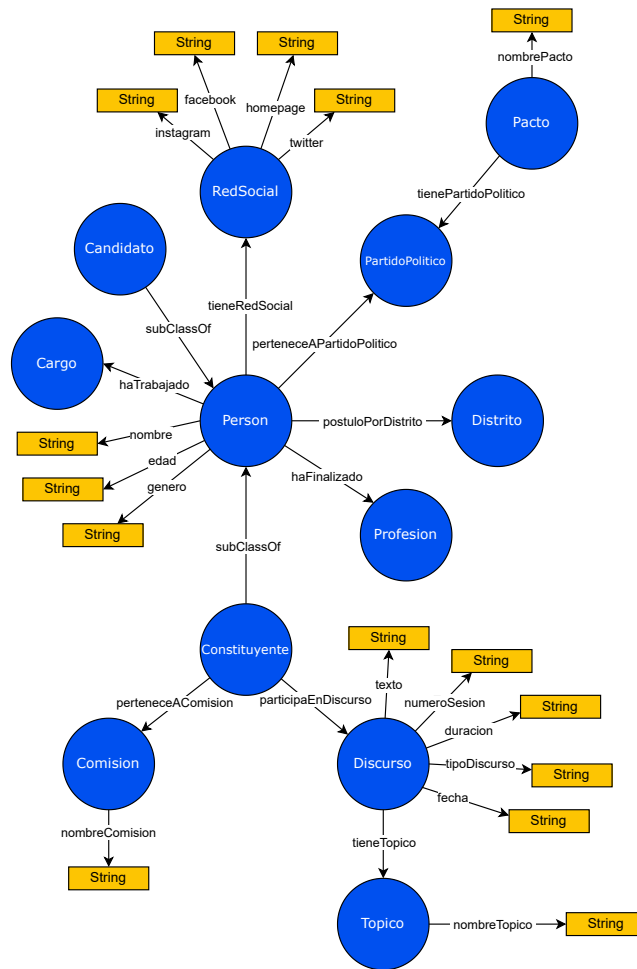 String
nombrePacto
String
String
facebook
homepage
String
String
instagram
twitter
Pacto
RedSocial
tienePartidoPolitico
Candidato
PartidoPolitico
tieneRedSocial
subClassOf
perteneceAPartidoPolitico
Cargo
haTrabajado
Person
postuloPorDistrito
Distrito
nombre
String
edad
String
genero
String
haFinalizado
Profesion
subClassOf
Constituyente
String
String
texto
numeroSesion
perteneceAComision
participaEnDiscurso
String
duracion
Comision
Discurso
tipoDiscurso
String
fecha
String
nombreComision
tieneTopico
String
Topico
nombreTopico
String